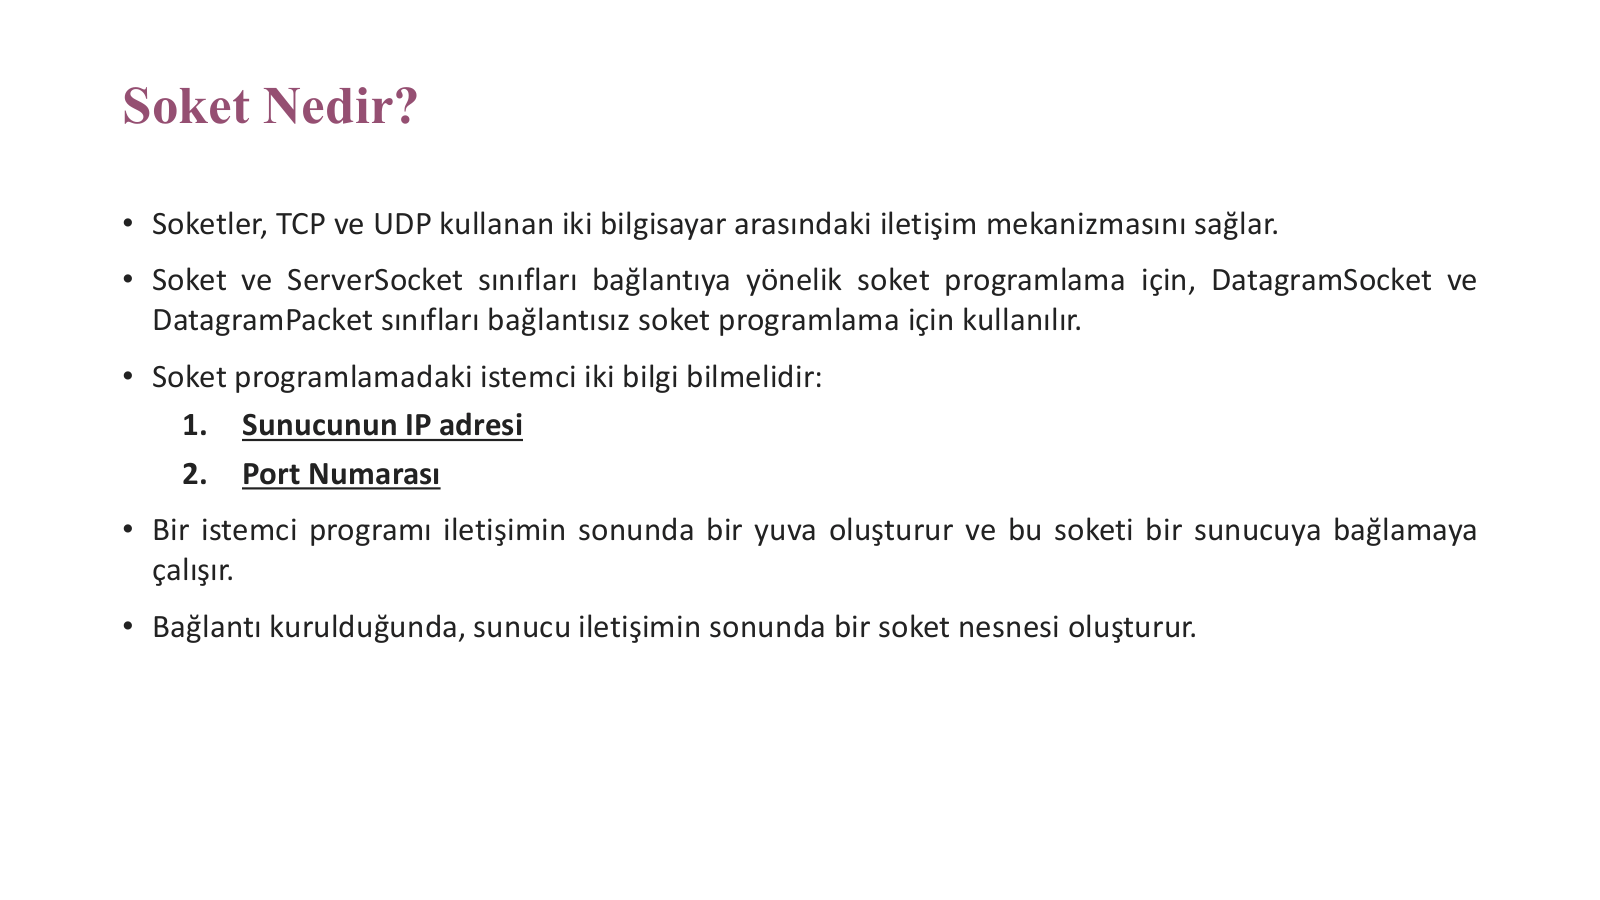 Soket Nedir?
• Soketler, TCP ve UDP kullanan iki bilgisayar arasındaki iletişim mekanizmasını sağlar.
• Soket ve ServerSocket sınıfları bağlantıya yönelik soket programlama için, DatagramSocket ve
DatagramPacket sınıfları bağlantısız soket programlama için kullanılır.
• Soket programlamadaki istemci iki bilgi bilmelidir:
1. Sunucunun IP adresi
2. Port Numarası
• Bir istemci programı iletişimin sonunda bir yuva oluşturur ve bu soketi bir sunucuya bağlamaya
çalışır.
• Bağlantı kurulduğunda, sunucu iletişimin sonunda bir soket nesnesi oluşturur.